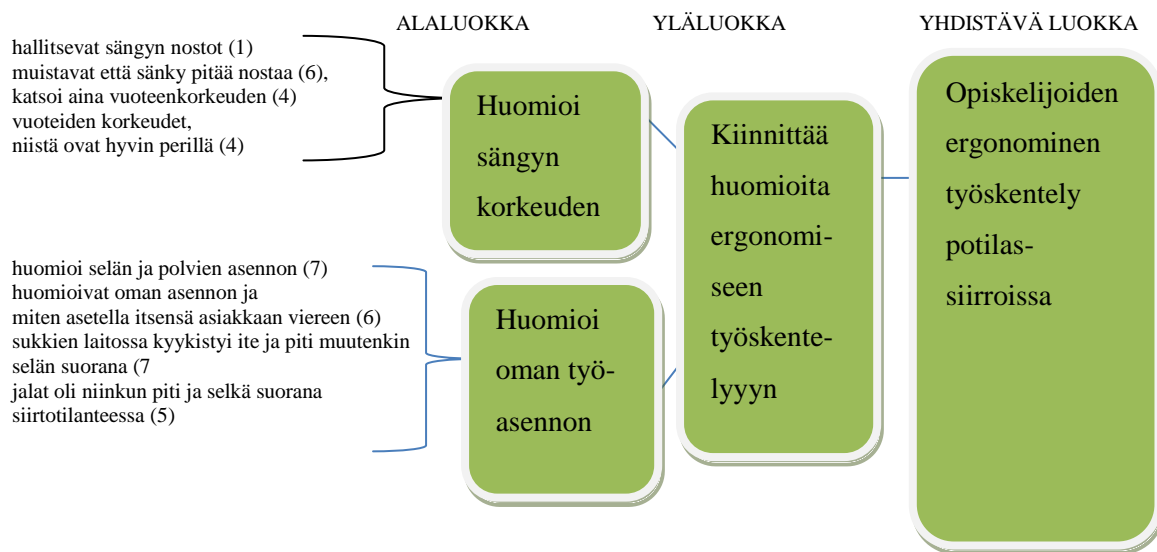 ALALUOKKA
YLÄLUOKKA
YHDISTÄVÄ LUOKKA
hallitsevat sängyn nostot (1)
muistavat että sänky pitää nostaa (6),
katsoi aina vuoteenkorkeuden (4)
vuoteiden korkeudet,
niistä ovat hyvin perillä (4)
huomioi selän ja polvien asennon (7)
huomioivat oman asennon ja
miten asetella itsensä asiakkaan viereen (6)
sukkien laitossa kyykistyi ite ja piti muutenkin
selän suorana (7
jalat oli niinkun piti ja selkä suorana
siirtotilanteessa (5)
Huomioi
sängyn
korkeuden
Huomioi
oman työ-
asennon
Kiinnittää
huomioita
ergonomi-
seen
työskente-
lyyyn
Opiskelijoiden
ergonominen
työskentely
potilas-
siirroissa